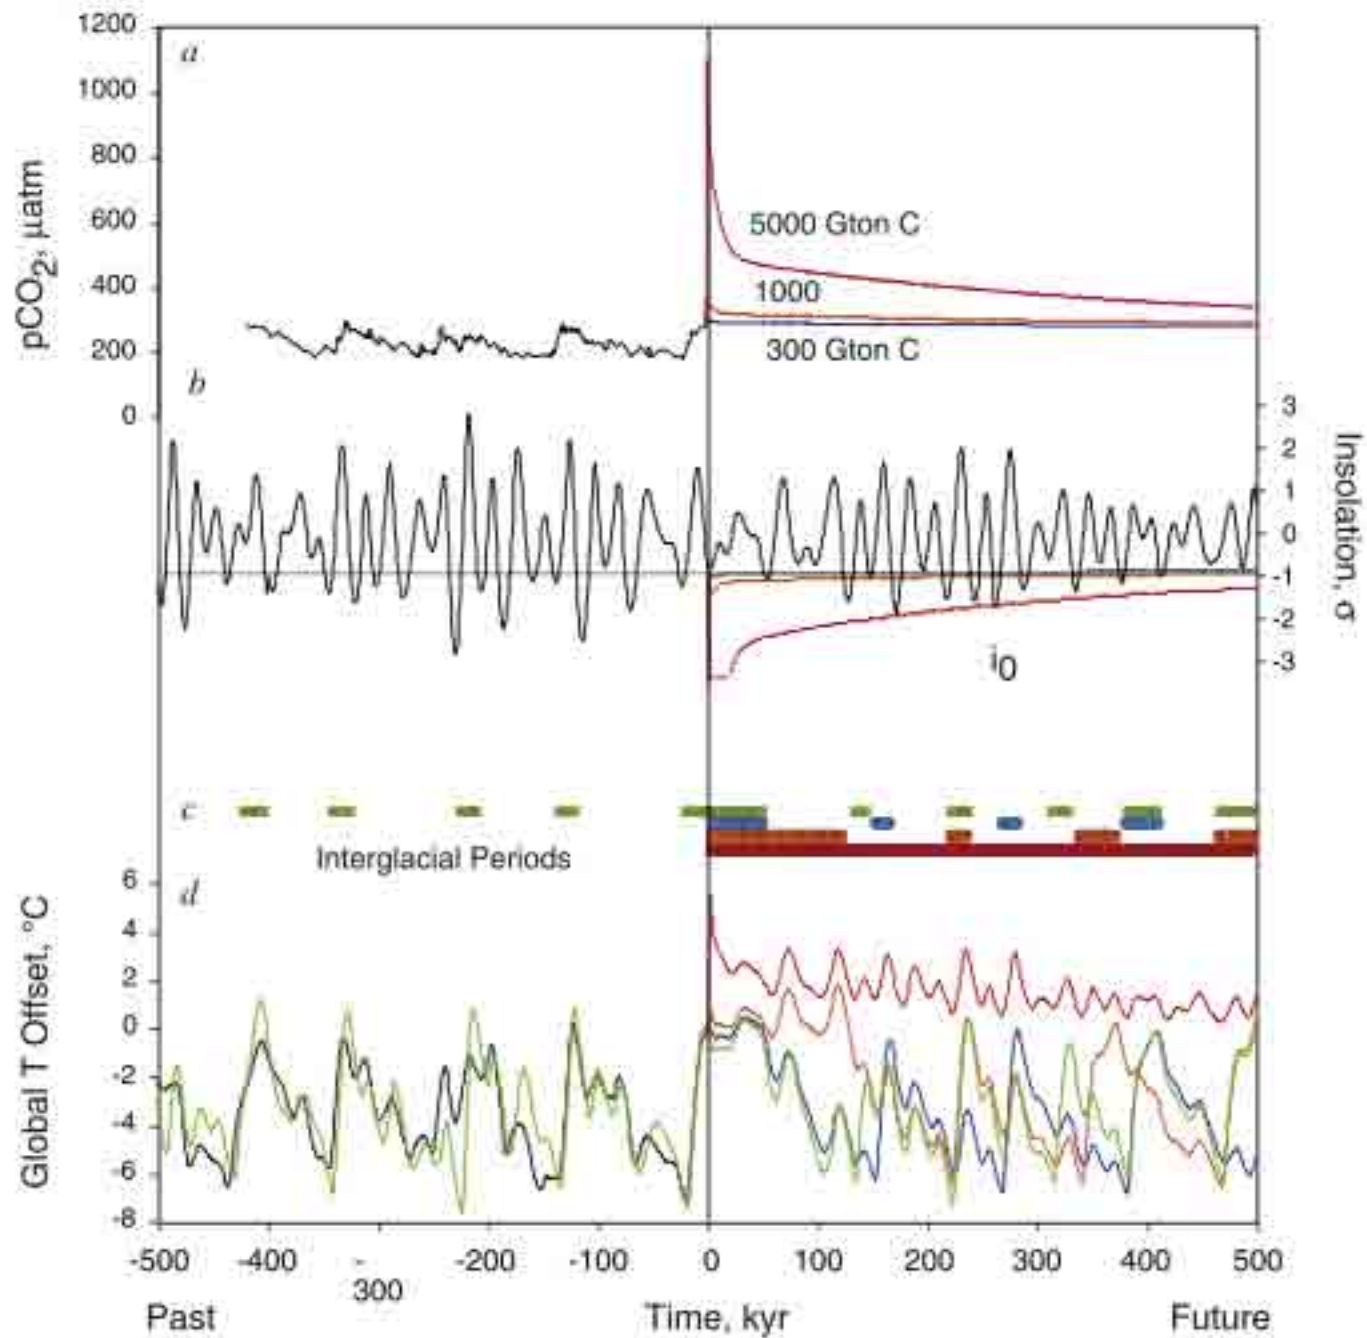 1200
a
1000
800
600
400
200
0
pCO2, μatm
5000 Gton C
1000
300 Gton C
b
3
2
1
0
-1
-2
-3
Insolation, σ
i0
c
Interglacial Periods
d
6
4
2
0
-2
-4
-6
-8
Global T Offset, °C
-500 -400 -300 -200 -100 0 100 200 300 400 500
Past Time, kyr Future